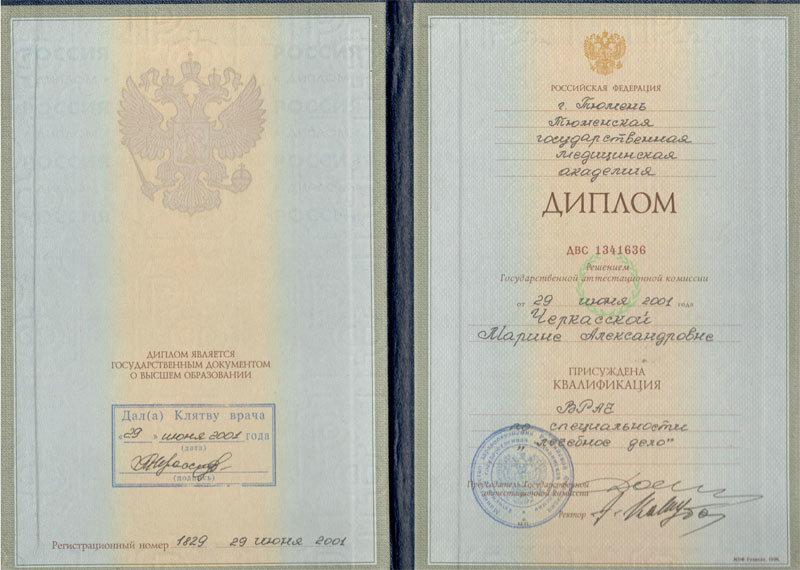 ДИПЛОМ ЯВЛЯЕТСЯ
ГОСУДАРСТВЕННЫМ ДОКУМЕНТОМ
О ВЫСШЕМ ОБРАЗОВАНИИ
Дал(а) Клятву врача
«29» июня 2001 года
(дата)
(подпись)
Регистрационный номер 1829 29 июня 2001
РОССИЙСКАЯ ФЕДЕРАЦИЯ
г. Тюмень
Тюменская
государственная
медицинская
академия
ДИПЛОМ
ДВС 1341636
Решением
Государственной аттестационной комиссии
от 29 июня 2001 года
Черкасской
Марине Александровне
ПРИСУЖДЕНА
КВАЛИФИКАЦИЯ
ВРАЧ
по специальности
„лечебное дело"
Председатель Государственной
аттестационной комиссии
Ректор